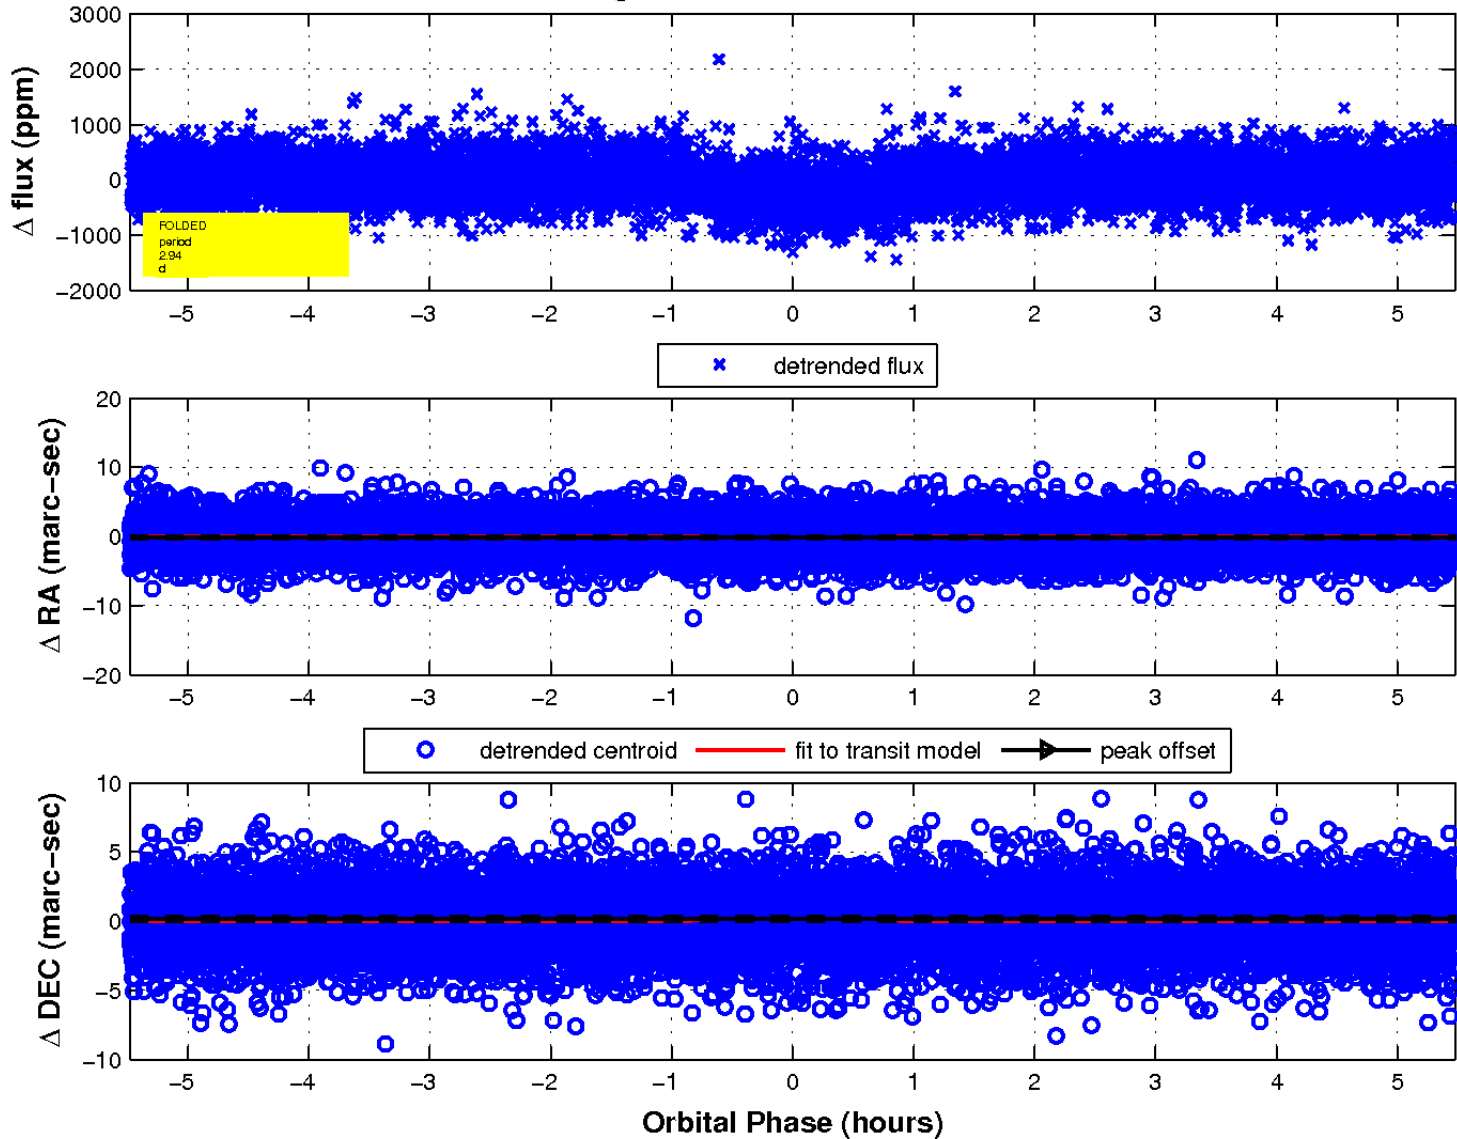 3000
2000
1000
0
−1000
−2000
Δ flux (ppm)
FOLDED
period
2.94
d
−5 −4 −3 −2 −1 0 1 2 3 4 5
detrended flux
20
10
0
−10
−20
Δ RA (marc−sec)
−5 −4 −3 −2 −1 0 1 2 3 4 5
detrended centroid fit to transit model peak offset
10
5
0
−5
−10
Δ DEC (marc−sec)
−5 −4 −3 −2 −1 0 1 2 3 4 5
Orbital Phase (hours)